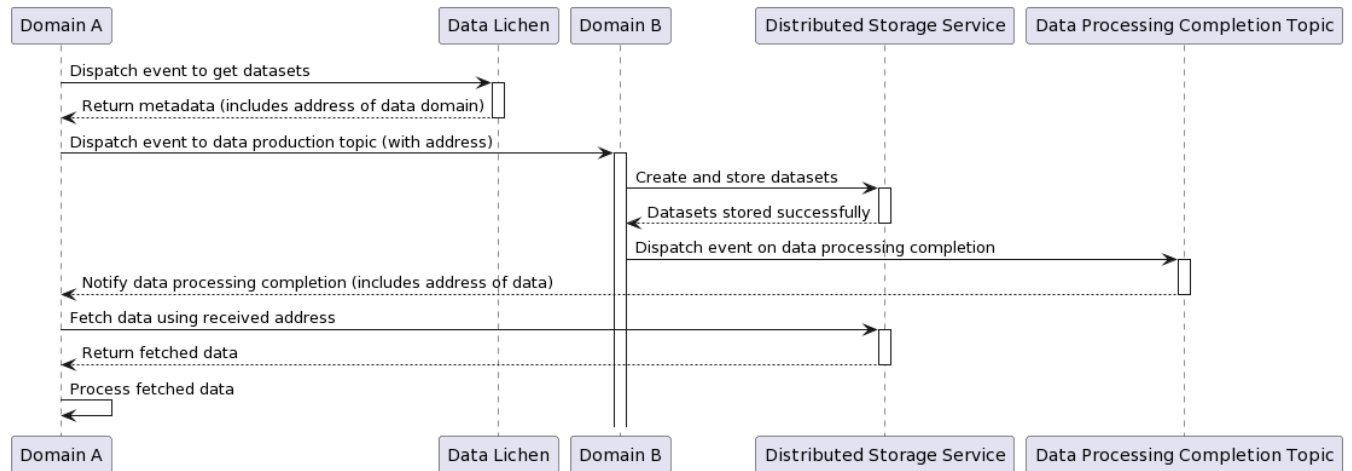 Domain A
Data Lichen
Domain B
Distributed Storage Service
Data Processing Completion Topic
Dispatch event to get datasets
Return metadata (includes address of data domain)
Dispatch event to data production topic (with address)
Create and store datasets
Datasets stored successfully
Dispatch event on data processing completion
Notify data processing completion (includes address of data)
Fetch data using received address
Return fetched data
Process fetched data
Domain A
Data Lichen
Domain B
Distributed Storage Service
Data Processing Completion Topic